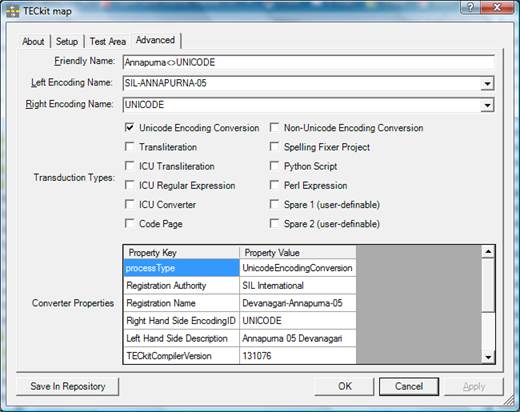 TECkit map
About Setup Test Area Advanced
Friendly Name: Annapurna<>UNICODE
Left Encoding Name: SIL-ANNAPURNA-05
Right Encoding Name: UNICODE
Unicode Encoding Conversion Non-Unicode Encoding Conversion
Transliteration Spelling Fixer Project
ICU Transliteration Python Script
Transduction Types:
ICU Regular Expression Perl Expression
ICU Converter Spare 1 (user-definable)
Code Page Spare 2 (user-definable)
Property Key Property Value
processType UnicodeEncodingConversion
Registration Authority SIL International
Converter Properties Registration Name Devanagari-Annapurna-05
Right Hand Side EncodingID UNICODE
Left Hand Side Description Annapurna 05 Devanagari
TECkitCompilerVersion 131076
Save In Repository OK Cancel Apply